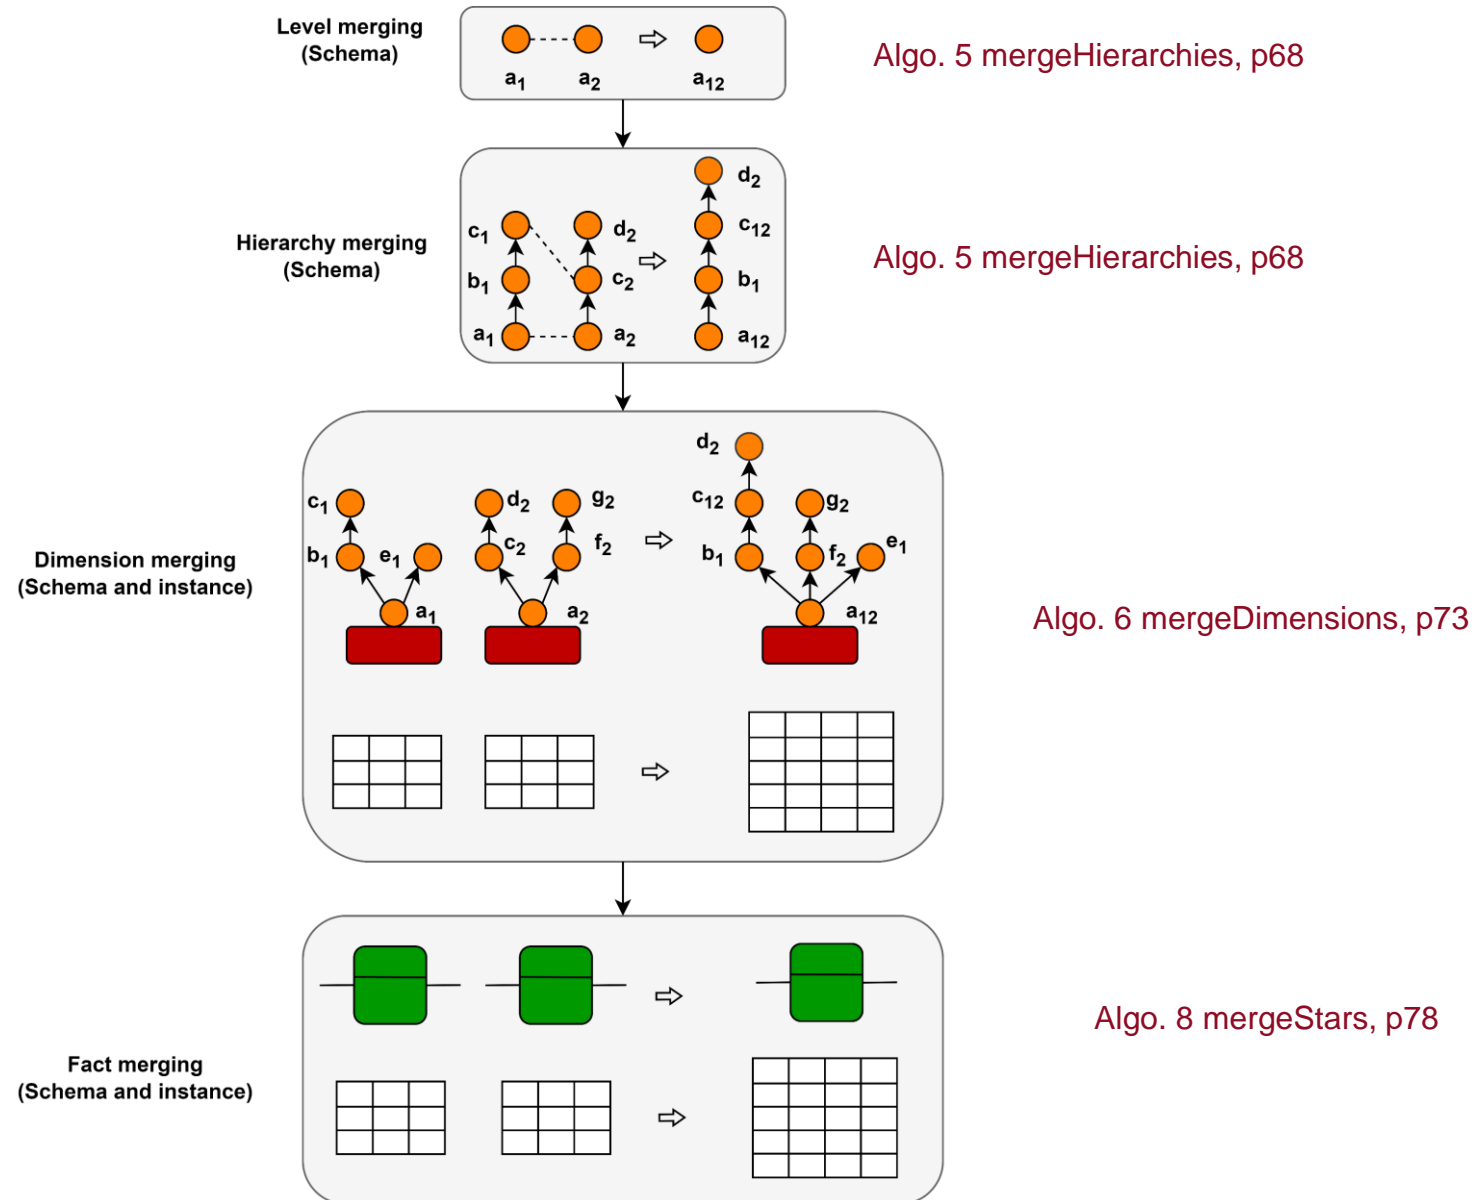 Level merging
(Schema)
a1 a2 a12
Algo. 5 mergeHierarchies, p68
Hierarchy merging
(Schema)
d2
c1 d2 c12
b1 c2 b1
a1 a2 a12
Algo. 5 mergeHierarchies, p68
Dimension merging
(Schema and instance)
d2
c1 d2 g2 c12 g2
b1 e1 c2 f2 b1 f2 e1
a1 a2 a12
Algo. 6 mergeDimensions, p73
Fact merging
(Schema and instance)
Algo. 8 mergeStars, p78